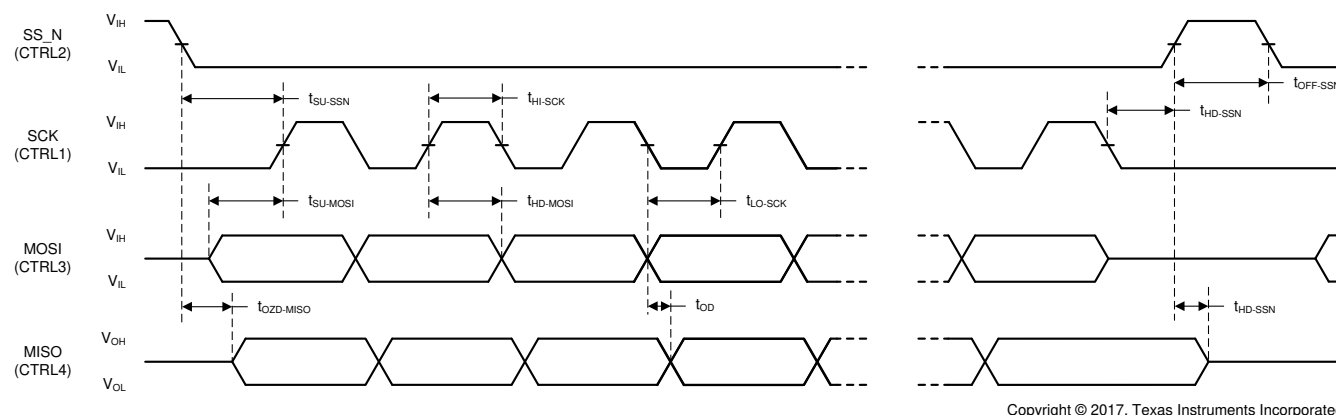 SS_N
(CTRL2)
V_IH
V_IL
t_OFF-SSN
t_SU-SSN
t_HI-SCK
t_HD-SSN
SCK
(CTRL1)
V_IH
V_IL
t_SU-MOSI
t_HD-MOSI
t_LO-SCK
MOSI
(CTRL3)
V_IH
V_IL
t_OZD-MISO
t_OD
t_HD-SSN
MISO
(CTRL4)
V_OH
V_OL
Copyright © 2017, Texas Instruments Incorporated